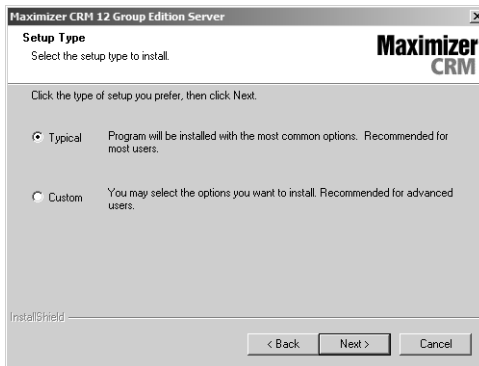 Maximizer CRM 12 Group Edition Server
Setup Type
Select the setup type to install.
Maximizer
CRM
Click the type of setup you prefer, then click Next.
Typical
Program will be installed with the most common options. Recommended for
most users.
Custom
You may select the options you want to install. Recommended for advanced
users.
InstallShield
< Back
Next >
Cancel